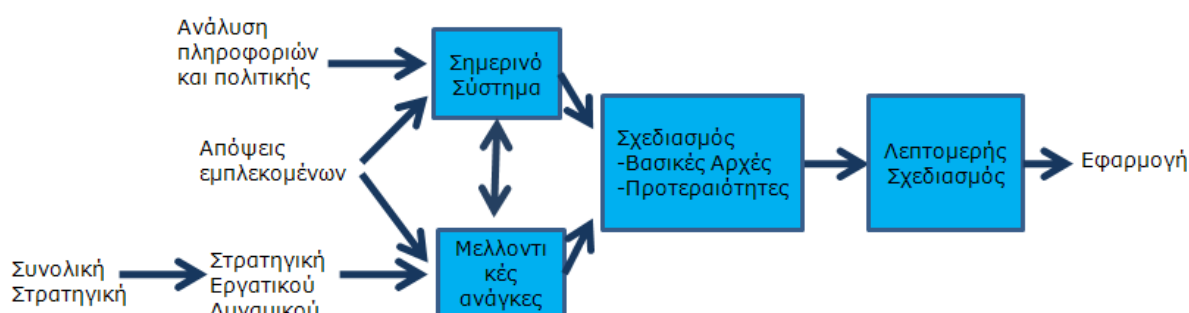 Ανάλυση
πληροφοριών
και πολιτικής
Σημερινό
Σύστημα
Απόψεις
εμπλεκομένων
Σχεδιασμός
-Βασικές Αρχές
-Προτεραιότητες
Λεπτομερής
Σχεδιασμός
Εφαρμογή
Συνολική
Στρατηγική
Στρατηγική
Εργατικού
Δυναμικού
Μελλοντι
κές
ανάγκες